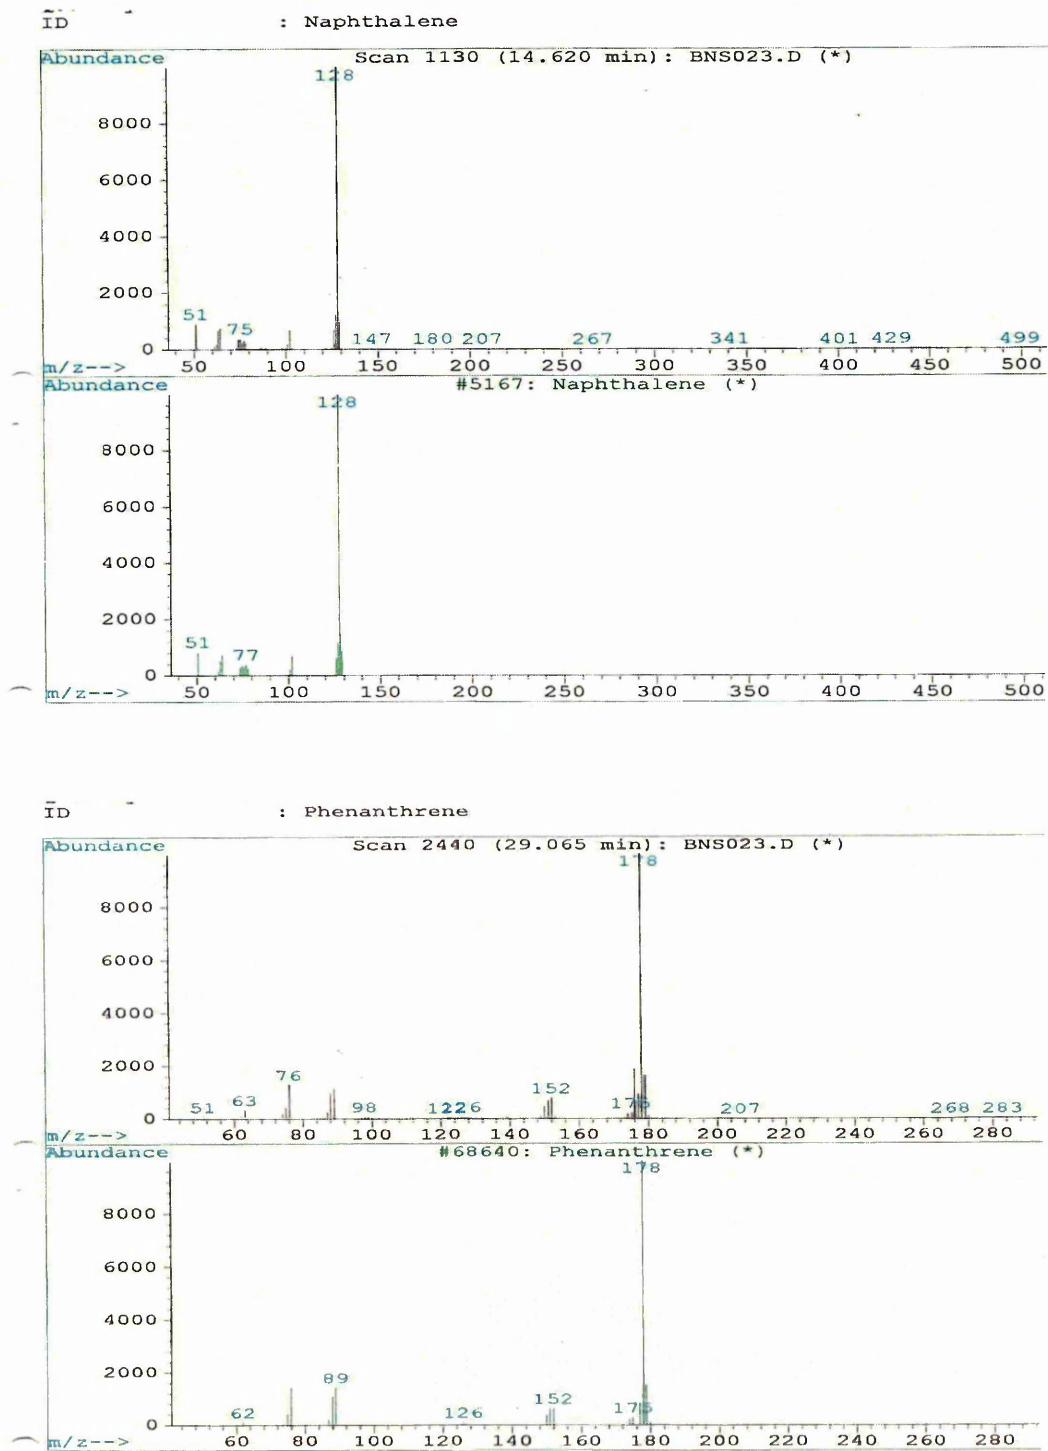 ID : Naphthalene
Abundance Scan 1130 (14.620 min): BNS023.D (*)
128
8000
6000
4000
2000
51 75 147 180 207 267 341 401 429 499
0
m/z--> 50 100 150 200 250 300 350 400 450 500
Abundance #5167: Naphthalene (*)
128
8000
6000
4000
2000
51 77
0
m/z--> 50 100 150 200 250 300 350 400 450 500
ID : Phenanthrene
Abundance Scan 2440 (29.065 min): BNS023.D (*)
178
8000
6000
4000
2000
76
152
51 63 98 207 268 283
0
m/z--> 60 80 100 120 140 160 180 200 220 240 260 280
Abundance #68640: Phenanthrene (*)
178
8000
6000
4000
2000
89
152
62 126
0
m/z--> 60 80 100 120 140 160 180 200 220 240 260 280